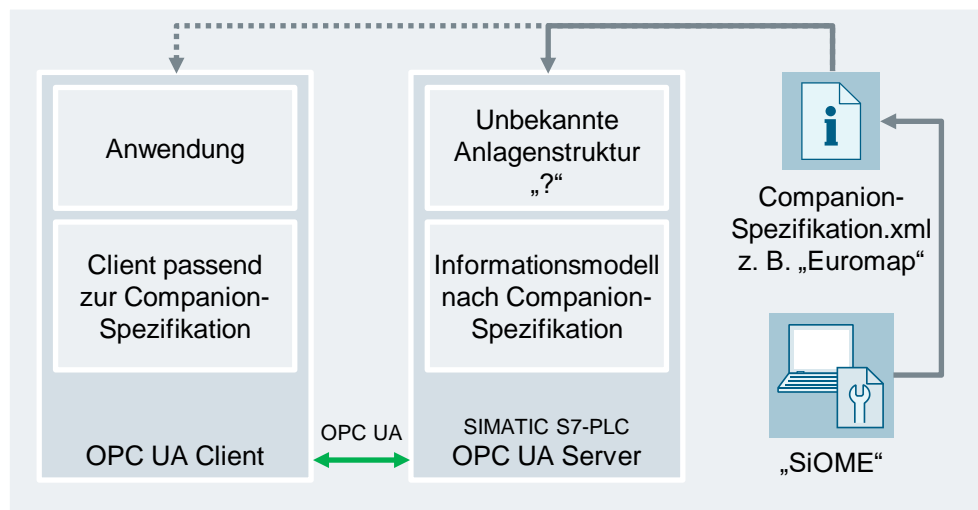 Anwendung
Client passend
zur Companion-
Spezifikation
OPC UA Client
OPC UA
Unbekannte
Anlagenstruktur
„?“
Informationsmodell
nach Companion-
Spezifikation
SIMATIC S7-PLC
OPC UA Server
i
Companion-
Spezifikation.xml
z. B. „Euromap“
„SiOME“